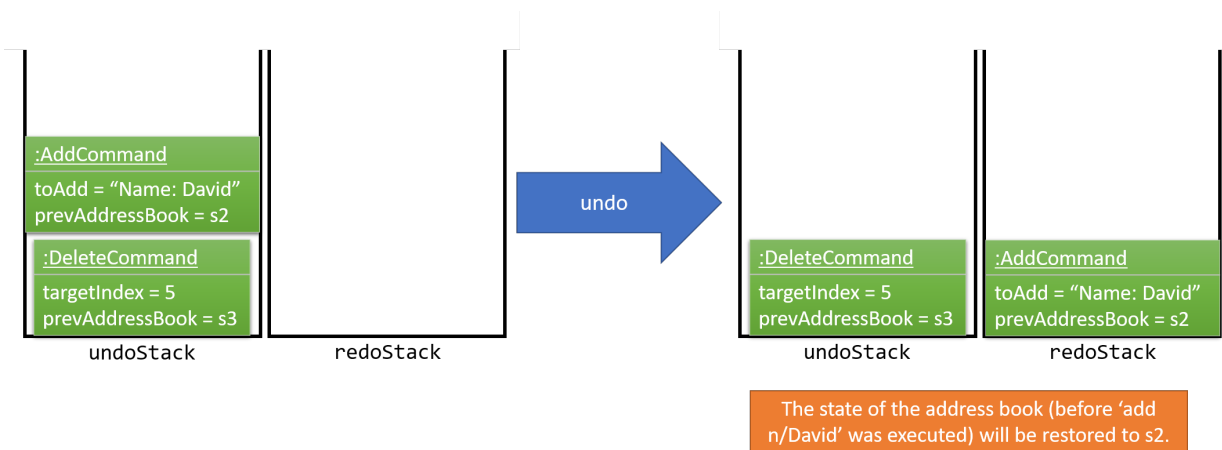 :AddCommand
toAdd = “Name: David”
prevAddressBook = s2
:DeleteCommand
targetIndex = 5
prevAddressBook = s3
undoStack
redoStack
undo
:DeleteCommand
targetIndex = 5
prevAddressBook = s3
:AddCommand
toAdd = “Name: David”
prevAddressBook = s2
undoStack
redoStack
The state of the address book (before ‘add
n/David’ was executed) will be restored to s2.